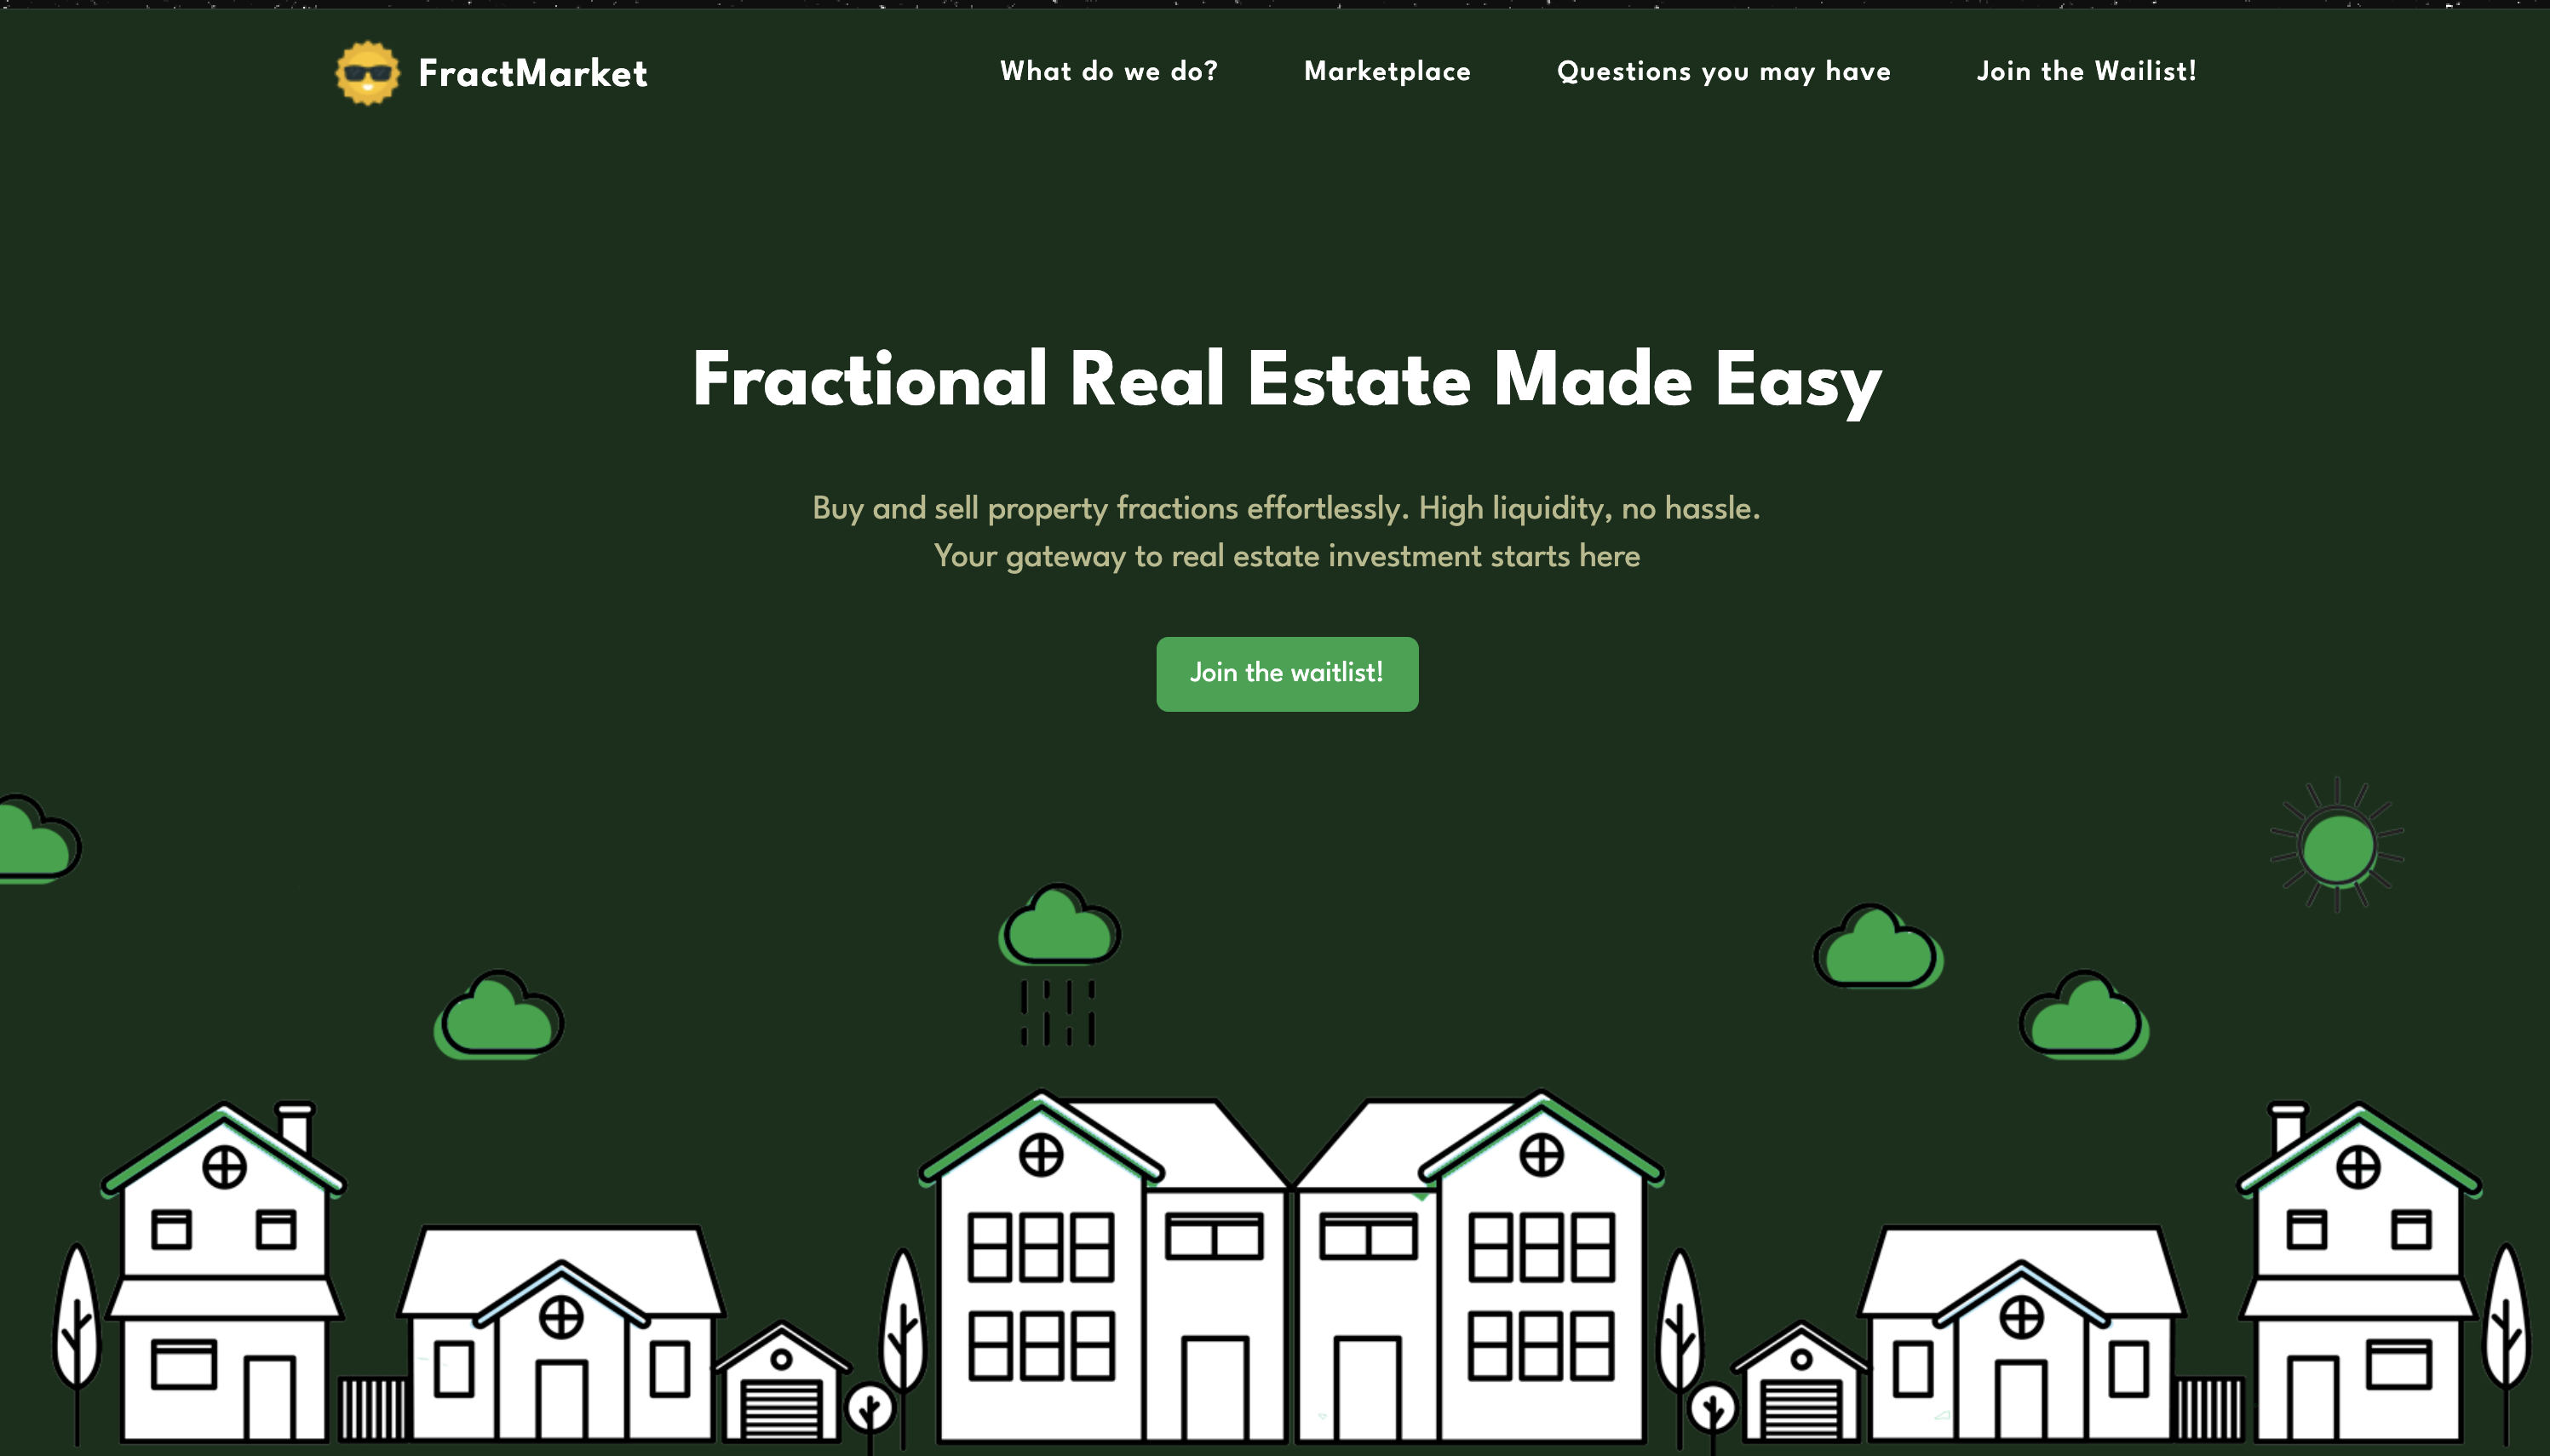 FractMarket
What do we do?
Marketplace
Questions you may have
Join the Wailist!
Fractional Real Estate Made Easy
Buy and sell property fractions effortlessly. High liquidity, no hassle.
Your gateway to real estate investment starts here
Join the waitlist!